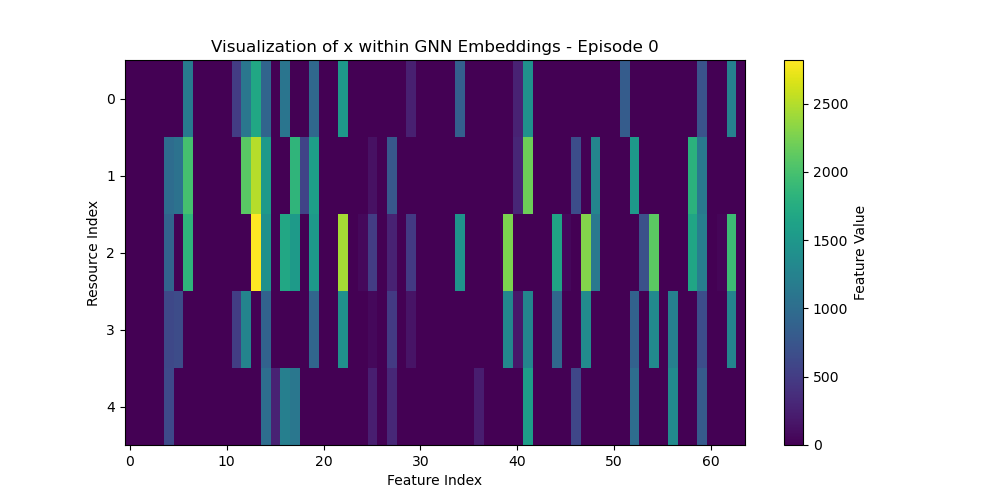 Visualization of x within GNN Embeddings - Episode 0
Resource Index
0
1
2
3
4
0 10 20 30 40 50 60
Feature Index
2500
2000
1500
1000
500
0
Feature Value